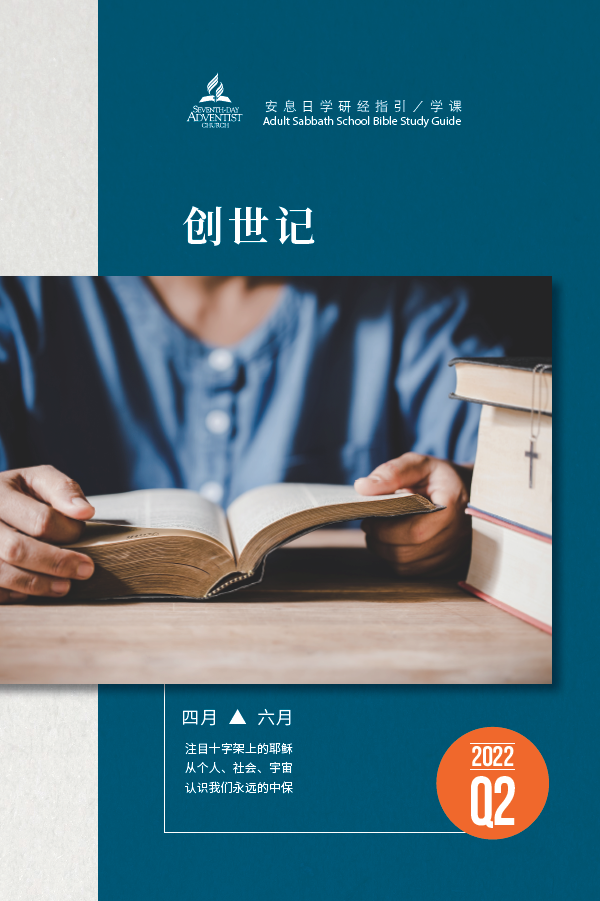 SEVENTH-DAY
ADVENTIST
CHURCH
安息日学研经指引／学课
Adult Sabbath School Bible Study Guide
创世记
四月 ▲ 六月
注目十字架上的耶稣
从个人、社会、宇宙
认识我们永远的中保
2022
Q2